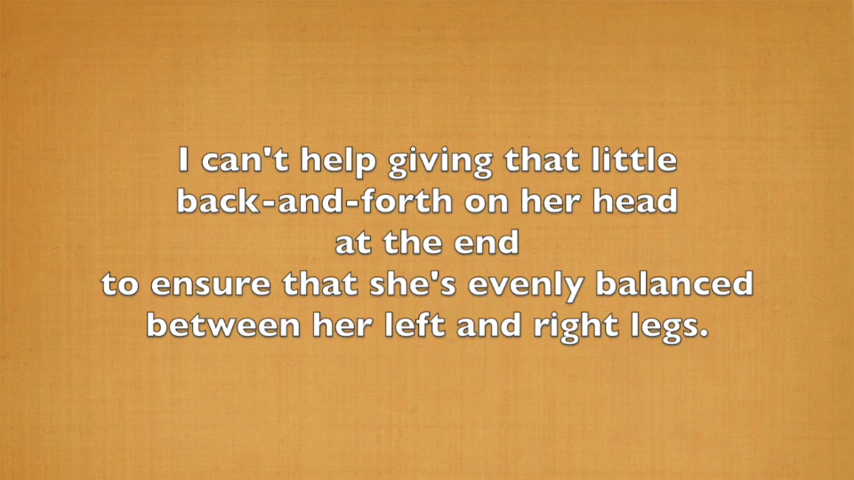 I can't help giving that little
back-and-forth on her head
at the end
to ensure that she's evenly balanced
between her left and right legs.